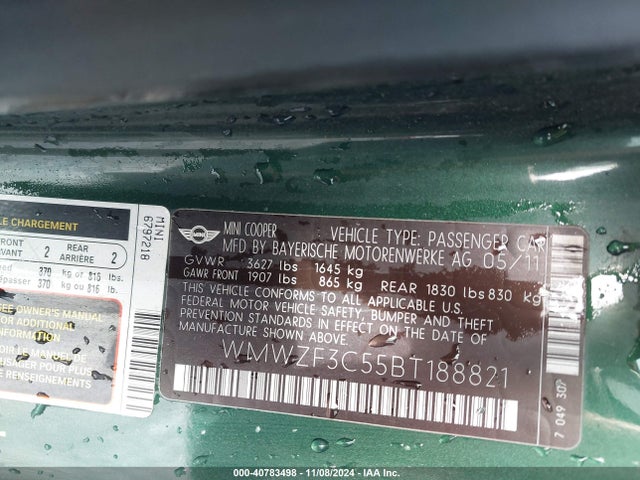 MINI COOPER VEHICLE TYPE: PASSENGER CAR
MFD BY BAYERISCHE MOTORENWERKE AG 05/11
GVWR 3627 lbs 1645 kg
GAWR FRONT 1907 lbs 865 kg REAR 1830 lbs 830 kg
THIS VEHICLE CONFORMS TO ALL APPLICABLE U.S.
FEDERAL MOTOR VEHICLE SAFETY, BUMPER AND THEFT
PREVENTION STANDARDS IN EFFECT ON THE DATE OF
MANUFACTURE SHOWN ABOVE.
WMWZF3C55BT188821
7 049 307
MINI
6797218
CHARGEMENT
2 REAR ARRIÈRE 2
370 kg or 816 lbs.
370 kg ou 816 lb.
OWNER'S
MANUAL FOR
ADDITIONAL
INFORMATION
000-40783498 - 11/08/2024 - IAA Inc.